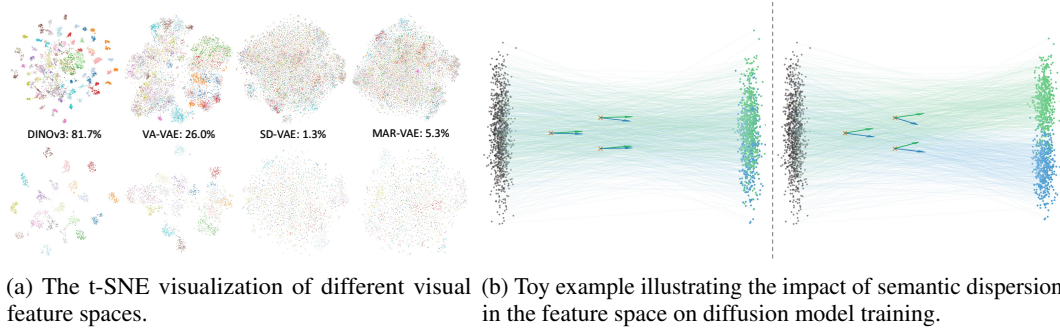 DINOv3: 81.7% VA-VAE: 26.0% SD-VAE: 1.3% MAR-VAE: 5.3%
(a) The t-SNE visualization of different visual
feature spaces.
(b) Toy example illustrating the impact of semantic dispersion
in the feature space on diffusion model training.